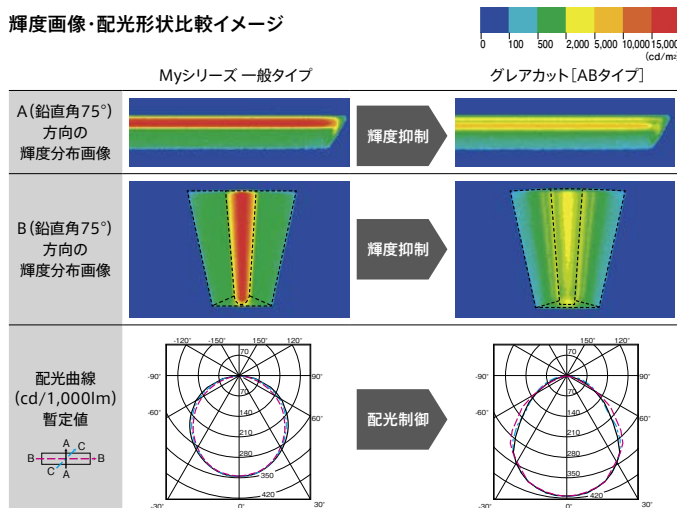 輝度画像・配光形状比較イメージ
0 100 500 2,000 5,000 10,000 15,000
(cd/m²)
Myシリーズ 一般タイプ
グレアカット[ABタイプ]
A(鉛直角75°)
方向の
輝度分布画像
輝度抑制
B(鉛直角75°)
方向の
輝度分布画像
輝度抑制
配光曲線
(cd/1,000lm)
暫定値
A
C
B B
C
A
-120° -150° 150° 120°
70
-90° 90°
70
-60° 140 60°
210
280
350
420
-30° 0° 30°
配光制御
150° 120°
70
-90° 90°
70
-60° 140 60°
210
280
350
420
-30° 0° 30°